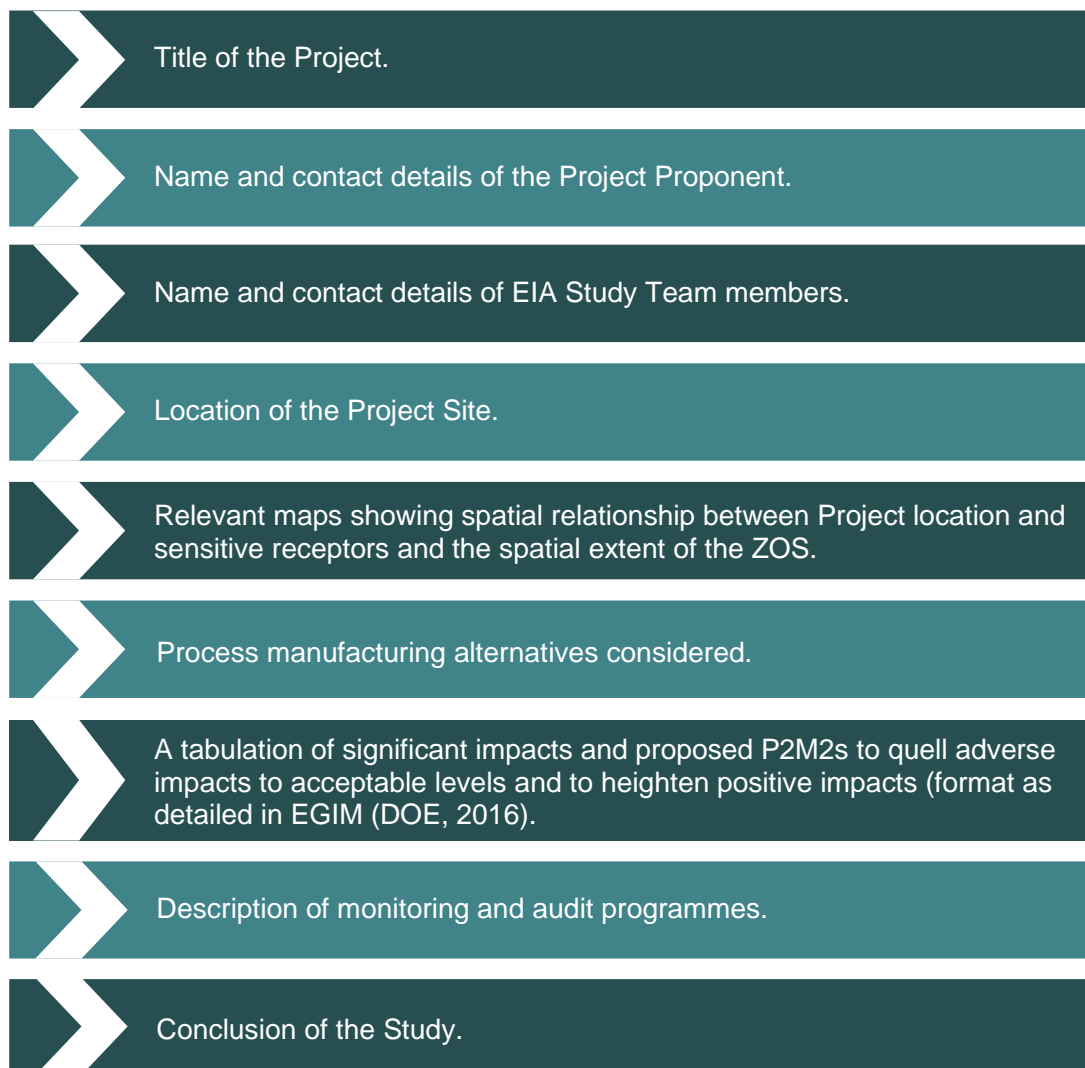 Title of the Project.
Name and contact details of the Project Proponent.
Name and contact details of EIA Study Team members.
Location of the Project Site.
Relevant maps showing spatial relationship between Project location and
sensitive receptors and the spatial extent of the ZOS.
Process manufacturing alternatives considered.
A tabulation of significant impacts and proposed P2M2s to quell adverse
impacts to acceptable levels and to heighten positive impacts (format as
detailed in EGIM (DOE, 2016).
Description of monitoring and audit programmes.
Conclusion of the Study.